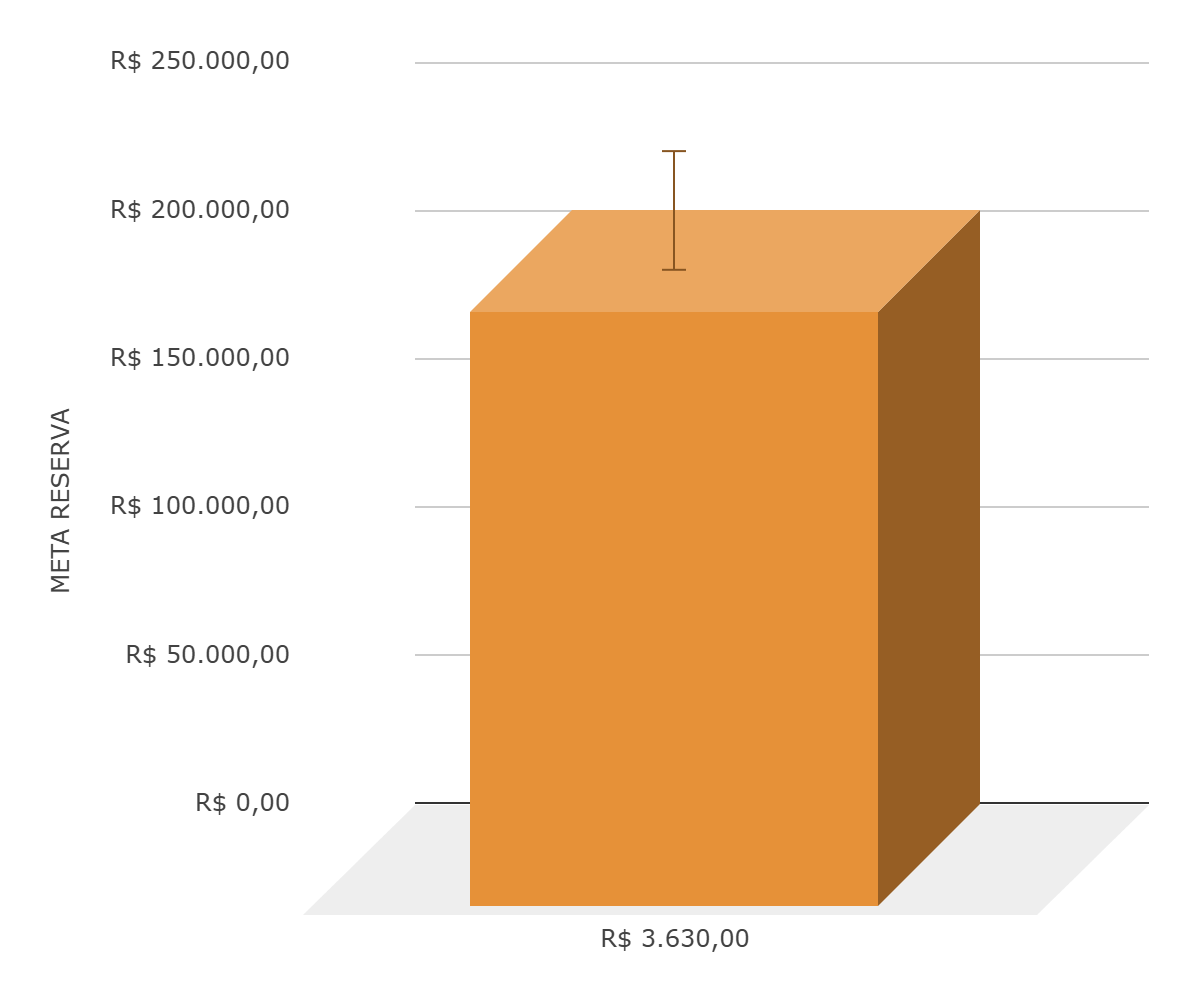 R$ 250.000,00
R$ 200.000,00
R$ 150.000,00
R$ 100.000,00
R$ 50.000,00
R$ 0,00
META RESERVA
R$ 3.630,00